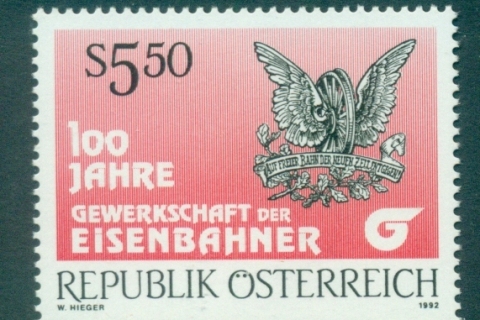 S5.50
100
JAHRE
GEWERKSCHAFT DER
EISENBAHNER
G
REPUBLIK ÖSTERREICH
W. HIEGER 1992